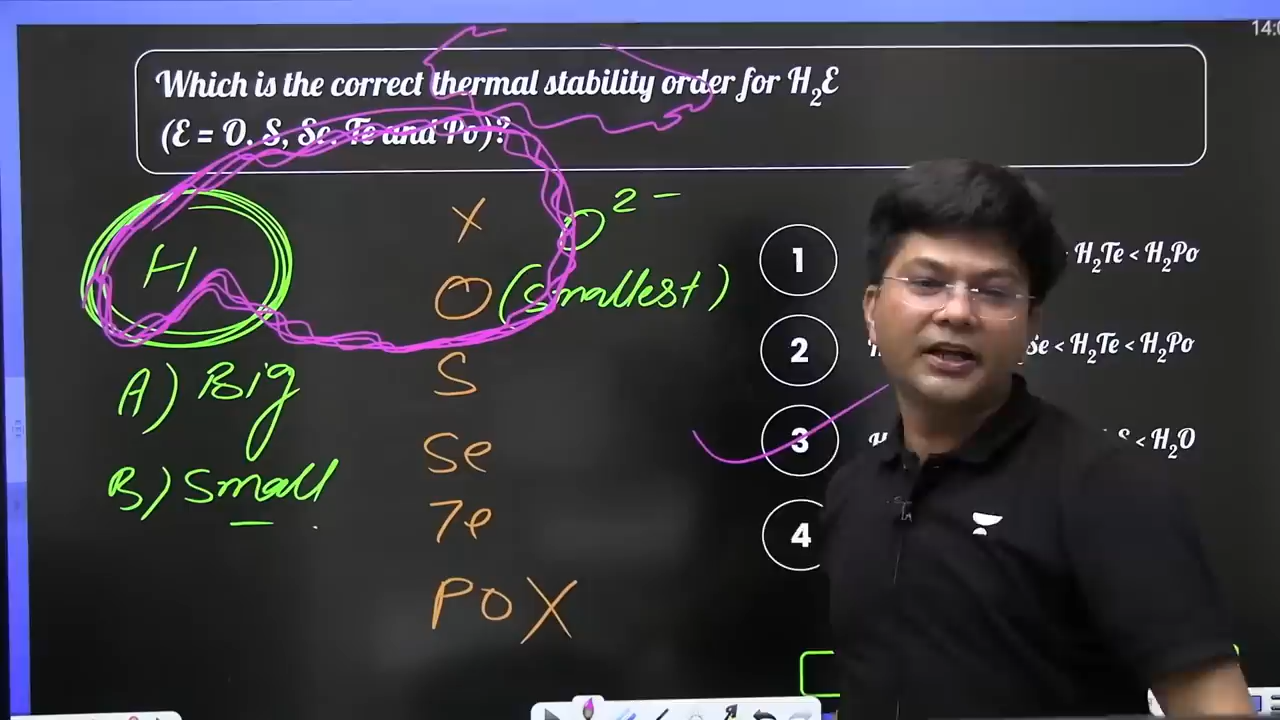 14:0
Which is the correct thermal stability order for H₂E
(E = O. S, Se. Te and Po)?
X
O²⁻
H
O (smallest)
A) Big
S
B) Small
Se
Te
PO X
1 H₂Te < H₂Po
2 Se < H₂Te < H₂Po
3 S < H₂O
4